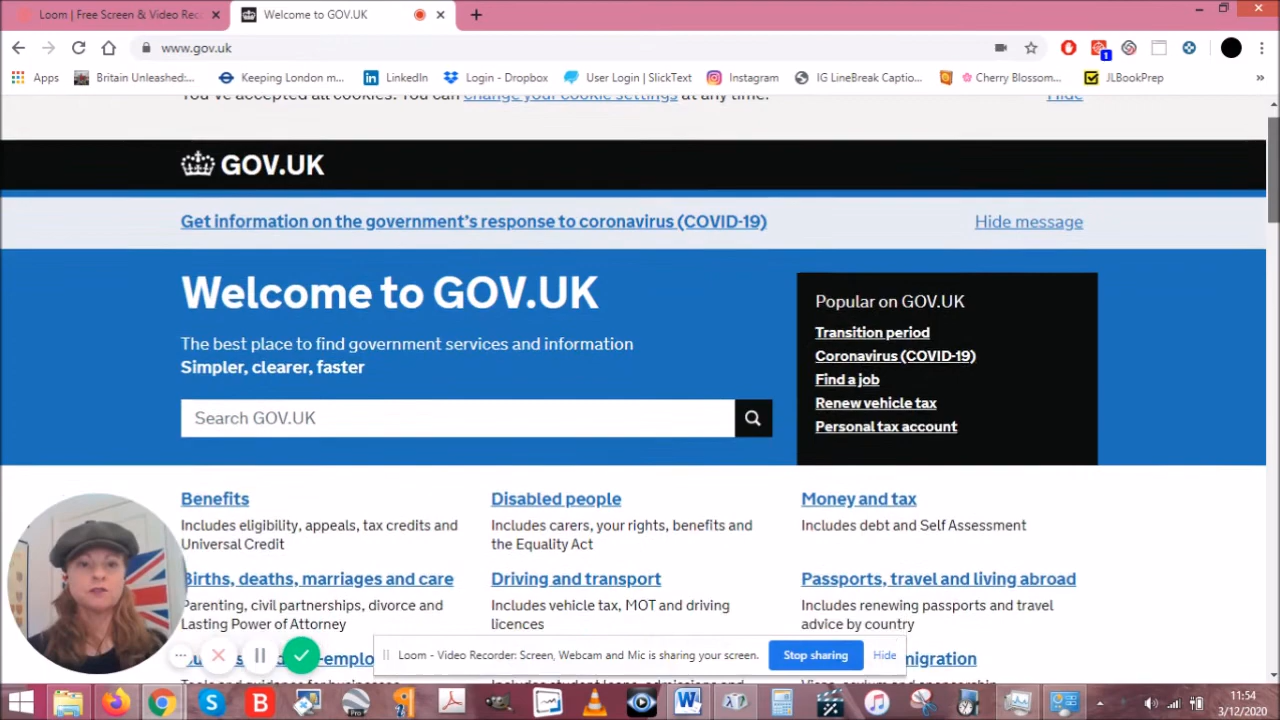 Loom | Free Screen & Video Rec
Welcome to GOV.UK
www.gov.uk
1
Apps
Britain Unleashed:...
Keeping London m...
LinkedIn
Login - Dropbox
User Login | SlickText
Instagram
IG LineBreak Captio...
Cherry Blossom...
JLBookPrep
»
You've accepted all cookies. You can change your cookie settings at any time.
Hide
GOV.UK
Get information on the government's response to coronavirus (COVID-19)
Hide message
Welcome to GOV.UK
The best place to find government services and information
Simpler, clearer, faster
Search GOV.UK
Popular on GOV.UK
Transition period
Coronavirus (COVID-19)
Find a job
Renew vehicle tax
Personal tax account
Benefits
Includes eligibility, appeals, tax credits and
Universal Credit
Disabled people
Includes carers, your rights, benefits and
the Equality Act
Money and tax
Includes debt and Self Assessment
Births, deaths, marriages and care
Parenting, civil partnerships, divorce and
Lasting Power of Attorney
Driving and transport
Includes vehicle tax, MOT and driving
licences
Passports, travel and living abroad
Includes renewing passports and travel
advice by country
Loom - Video Recorder: Screen, Webcam and Mic is sharing your screen.
Stop sharing
Hide
11:54
3/12/2020